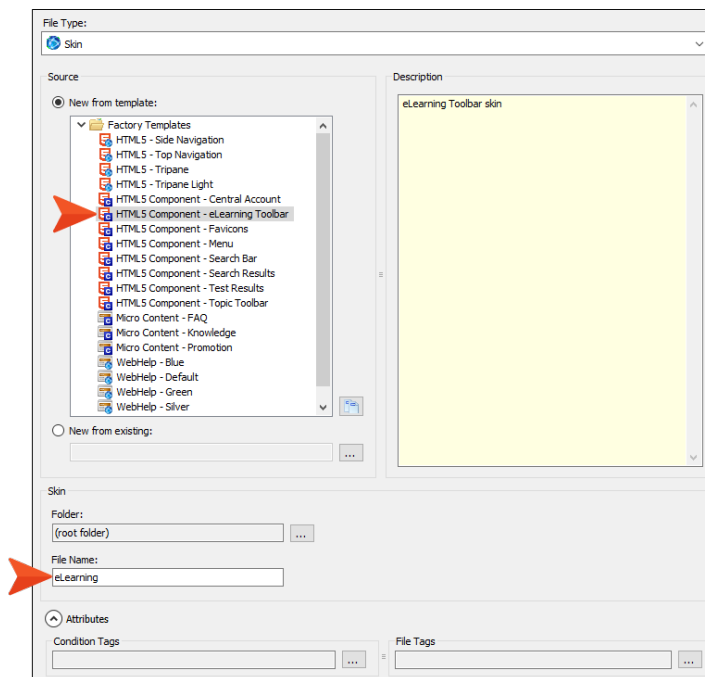 File Type:
Skin
Source
New from template:
Factory Templates
HTML5 - Side Navigation
HTML5 - Top Navigation
HTML5 - Tripane
HTML5 - Tripane Light
HTML5 Component - Central Account
HTML5 Component - eLearning Toolbar
HTML5 Component - Favicons
HTML5 Component - Menu
HTML5 Component - Search Bar
HTML5 Component - Search Results
HTML5 Component - Test Results
HTML5 Component - Topic Toolbar
Micro Content - FAQ
Micro Content - Knowledge
Micro Content - Promotion
WebHelp - Blue
WebHelp - Default
WebHelp - Green
WebHelp - Silver
New from existing:
...
Description
eLearning Toolbar skin
Skin
Folder:
(root folder)
...
File Name:
eLearning
Attributes
Condition Tags
...
File Tags
...